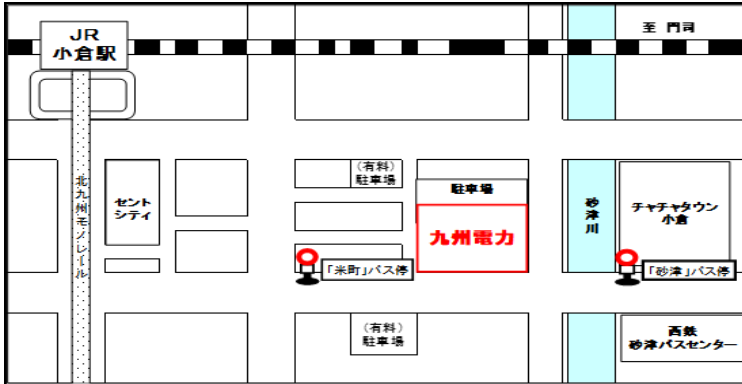 JR
小倉駅
至 門司
北九州モノレール
セント
シティ
(有料)
駐車場
駐車場
九州電力
砂津川
チャチャタウン
小倉
「米町」バス停
「砂津」バス停
(有料)
駐車場
西鉄
砂津バスセンター